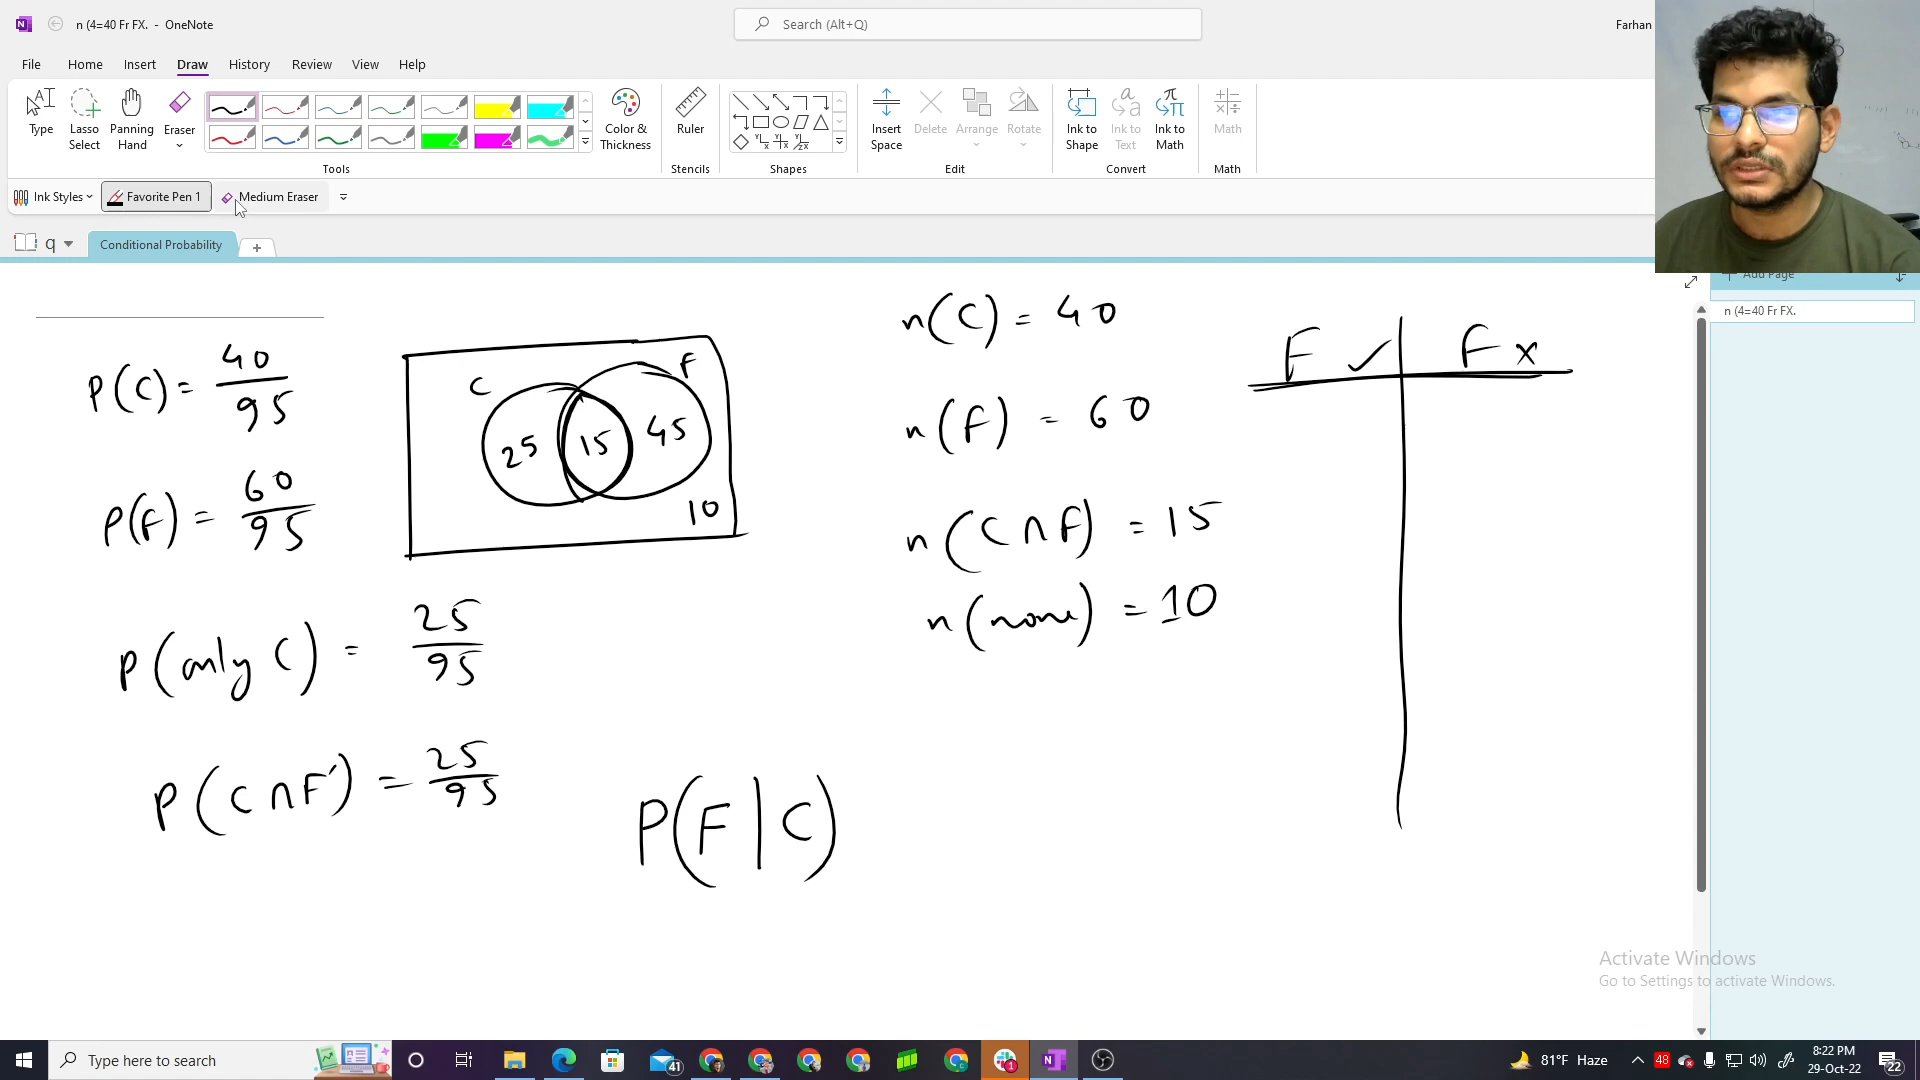 n (4=40 Fr FX. - OneNote
Search (Alt+Q)
Farhan
File Home Insert Draw History Review View Help
Type
Lasso Select
Panning Hand
Eraser
Color & Thickness
Ruler
Insert Space
Delete
Arrange
Rotate
Ink to Shape
Ink to Text
Ink to Math
Math
Tools Stencils Shapes Edit Convert Math
Ink Styles Favorite Pen 1 Medium Eraser
q Conditional Probability +
Add Page
n (4=40 Fr FX.
P(C) = 40/95
P(F) = 60/95
P(only C) = 25/95
P(C∩F') = 25/95
C F
25 15 45
10
P(F|C)
n(C) = 40
n(F) = 60
n(C∩F) = 15
n(none) = 10
F ✓ F x
Activate Windows
Go to Settings to activate Windows.
Type here to search
41
1
81°F Haze
48
8:22 PM
29-Oct-22
22